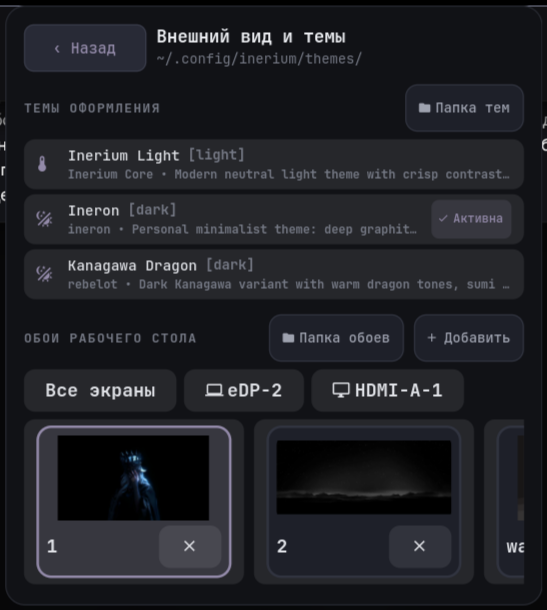 ‹ Назад
Внешний вид и темы
~/.config/inerium/themes/
ТЕМЫ ОФОРМЛЕНИЯ
Папка тем
Inerium Light [light]
Inerium Core • Modern neutral light theme with crisp contrast…
Ineron [dark]
ineron • Personal minimalist theme: deep graphit…
✓ Активна
Kanagawa Dragon [dark]
rebelot • Dark Kanagawa variant with warm dragon tones, sumi …
ОБОИ РАБОЧЕГО СТОЛА
Папка обоев
+ Добавить
Все экраны
eDP-2
HDMI-A-1
1
2